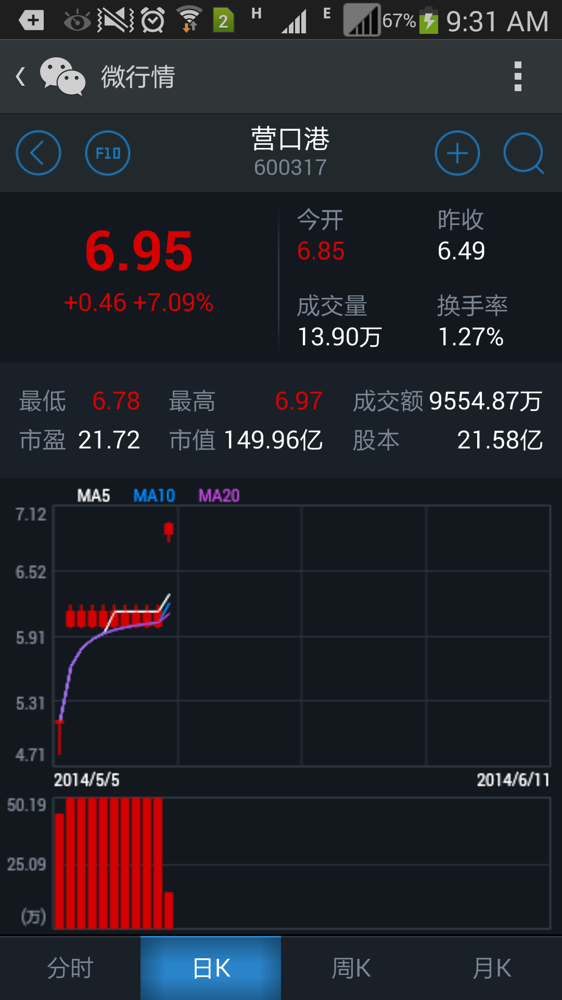 2 H E 67% 9:31 AM
微行情
F10 营口港
600317
今开 昨收
6.95 6.85 6.49
+0.46 +7.09%
成交量 换手率
13.90万 1.27%
最低 6.78 最高 6.97 成交额 9554.87万
市盈 21.72 市值 149.96亿 股本 21.58亿
MA5 MA10 MA20
7.12
6.52
5.91
5.31
4.71
2014/5/5 2014/6/11
50.19
25.09
(万)
分时 日K 周K 月K